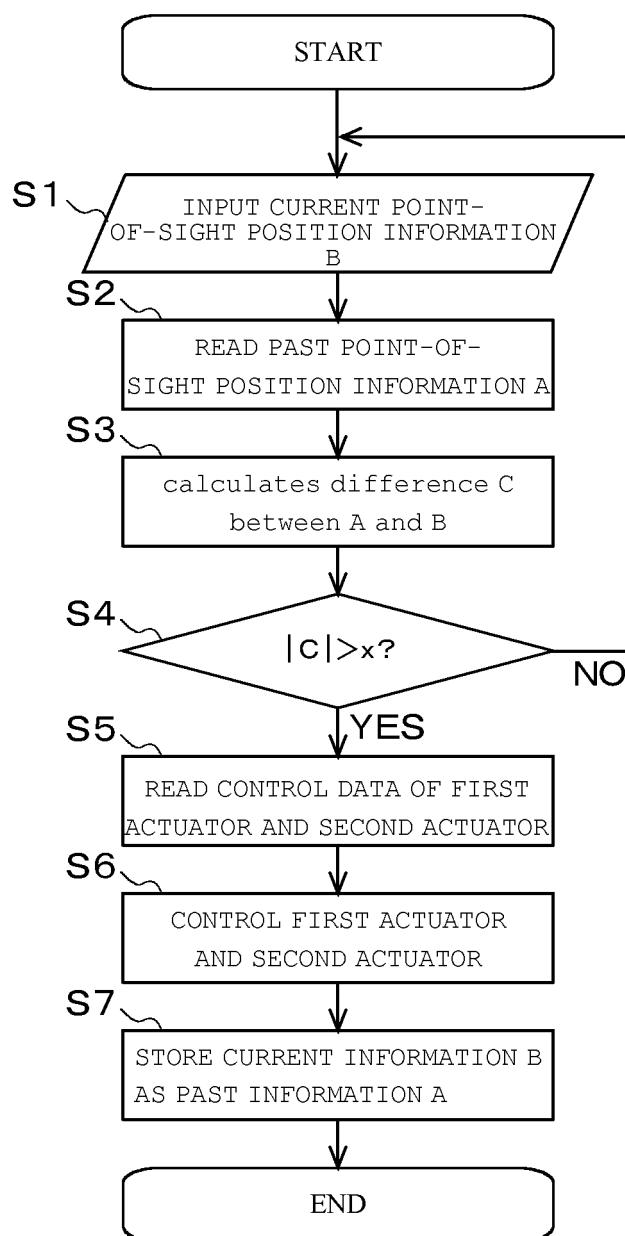 START
S1
INPUT CURRENT POINT-
OF-SIGHT POSITION INFORMATION
B
S2
READ PAST POINT-OF-
SIGHT POSITION INFORMATION A
S3
calculates difference C
between A and B
S4
|C|>x?
NO
YES
S5
READ CONTROL DATA OF FIRST
ACTUATOR AND SECOND ACTUATOR
S6
CONTROL FIRST ACTUATOR
AND SECOND ACTUATOR
S7
STORE CURRENT INFORMATION B
AS PAST INFORMATION A
END